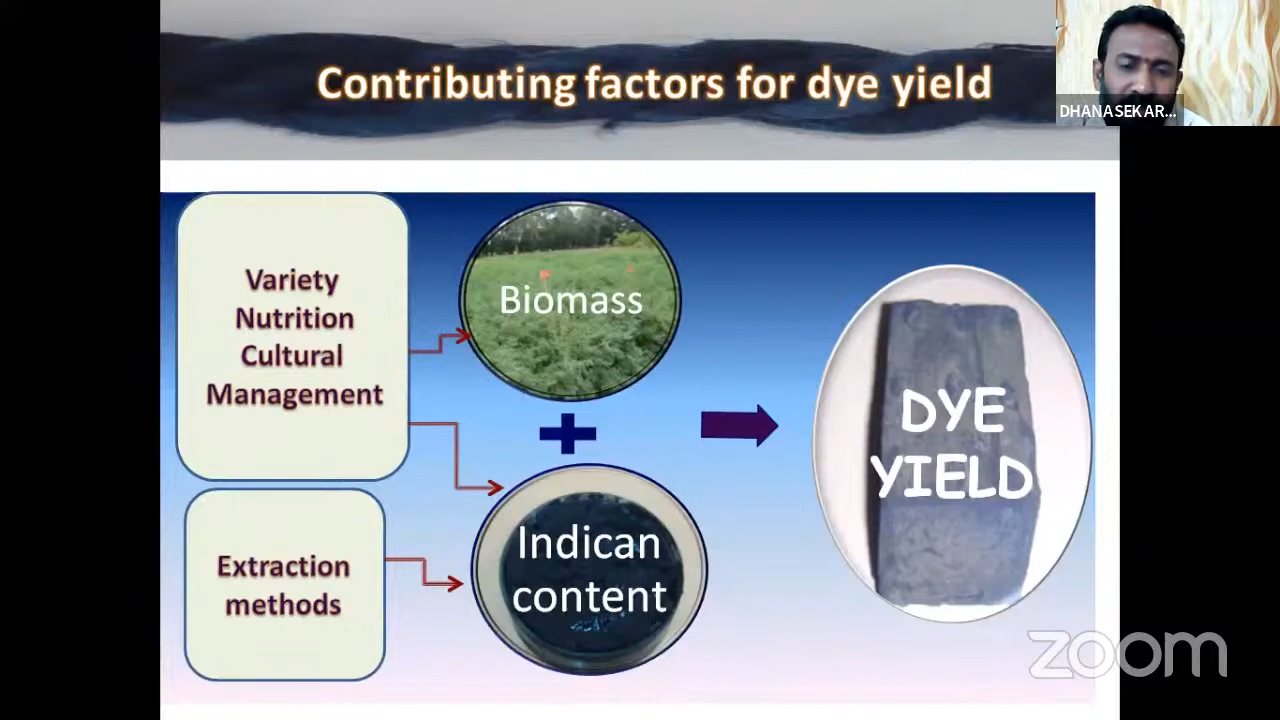 Contributing factors for dye yield
DHANASEKAR...
Variety
Nutrition
Cultural
Management
Extraction
methods
Biomass
Indican
content
DYE
YIELD
zoom